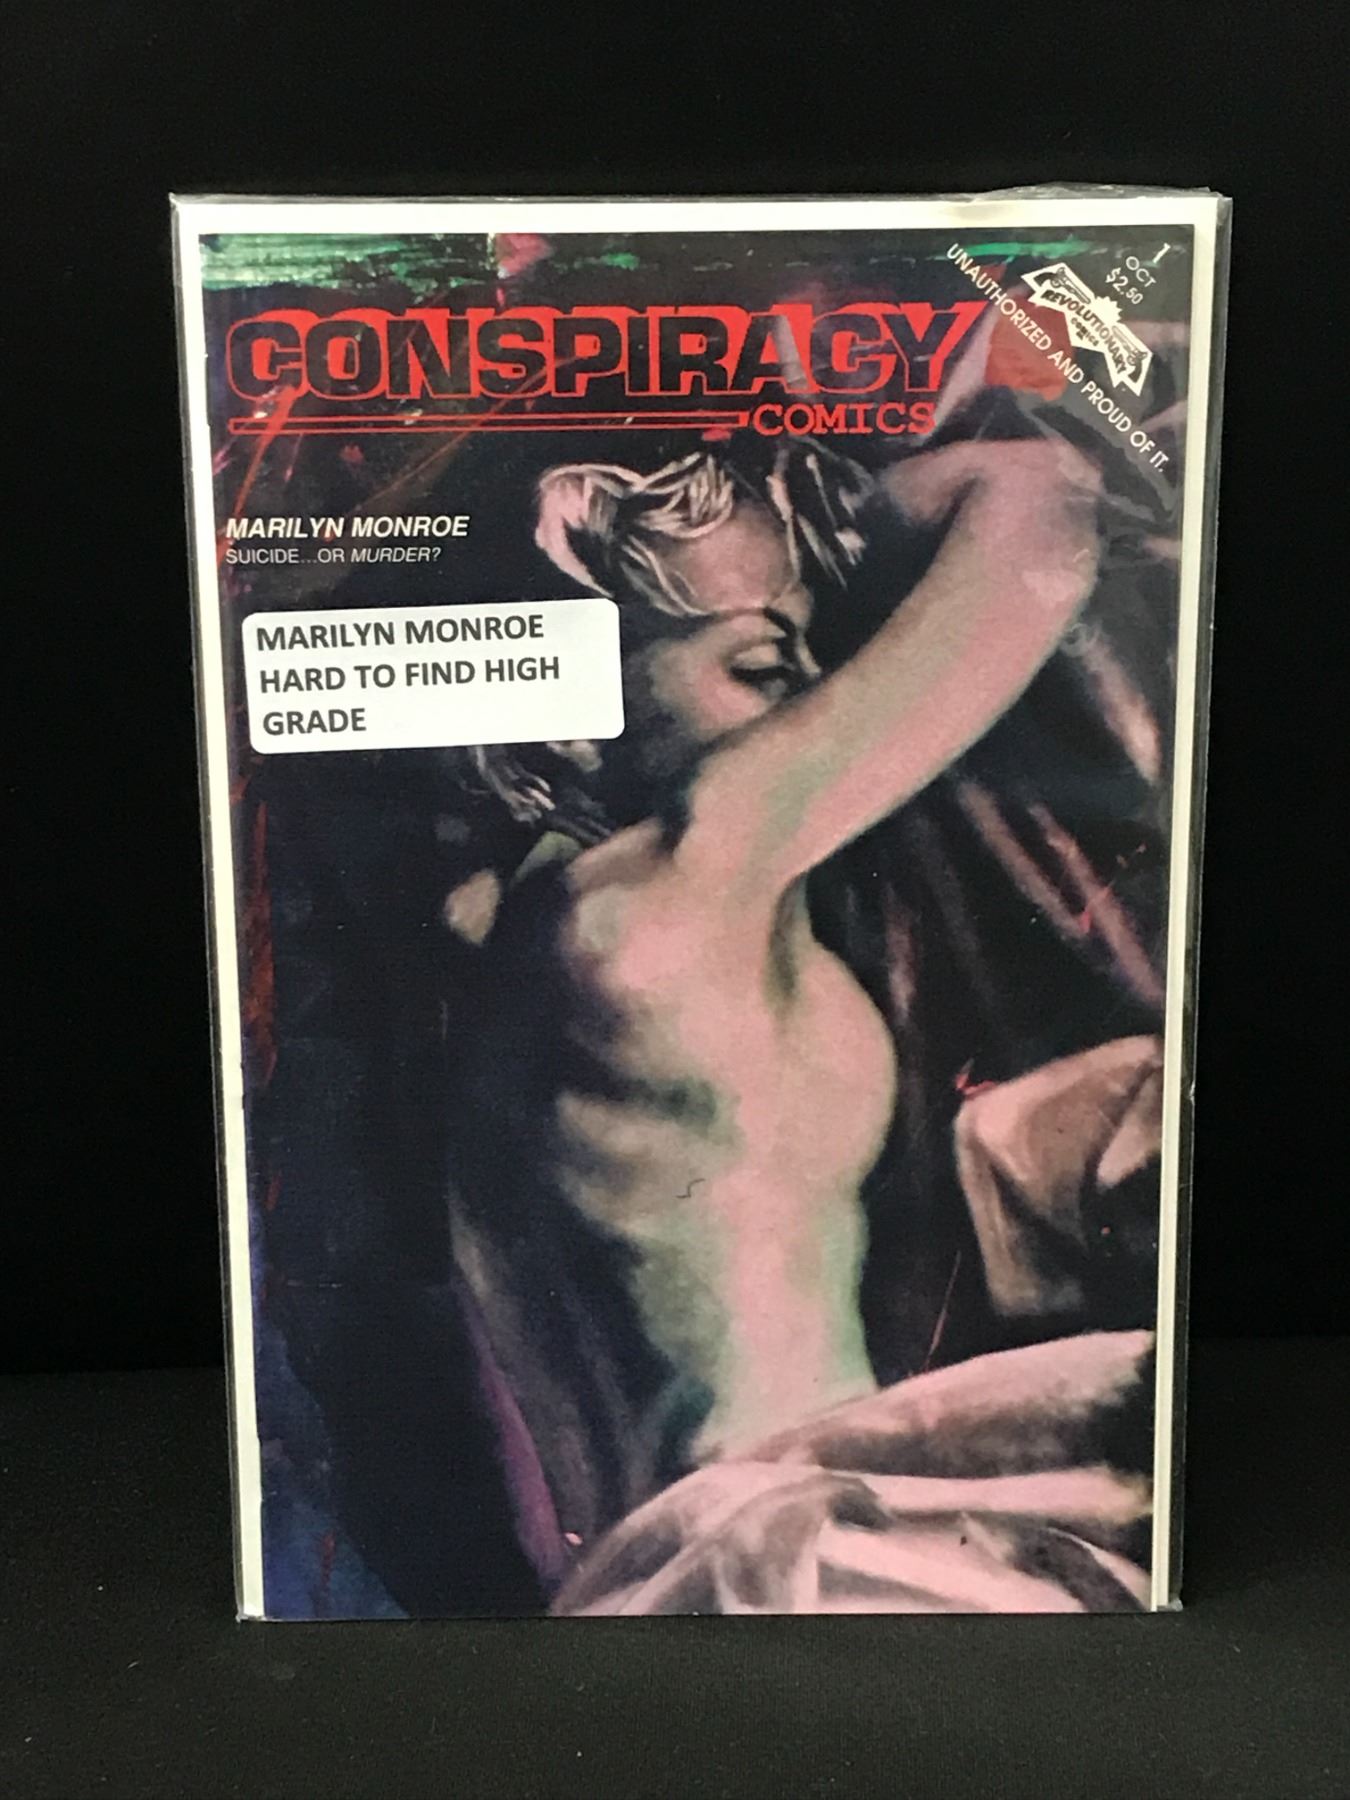 1
OCT
$2.50
REVOLUTIONARY
COMICS
UNAUTHORIZED AND PROUD OF IT.
CONSPIRACY
COMICS
MARILYN MONROE
SUICIDE...OR MURDER?
MARILYN MONROE
HARD TO FIND HIGH
GRADE